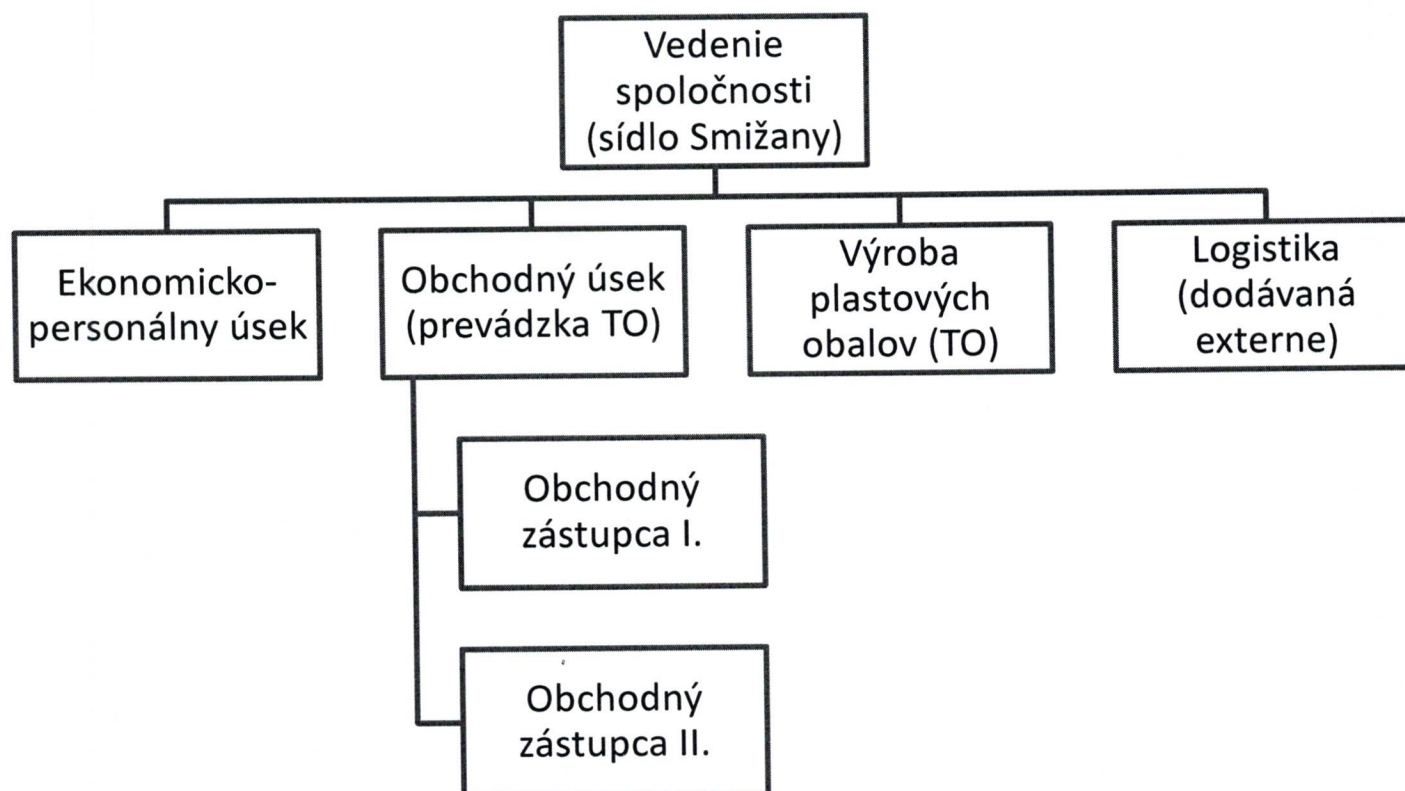 Vedenie
spoločnosti
(sídlo Smižany)
Ekonomicko-
personálny úsek
Obchodný úsek
(prevádzka TO)
Výroba
plastových
obalov (TO)
Logistika
(dodávaná
externe)
Obchodný
zástupca I.
Obchodný
zástupca II.